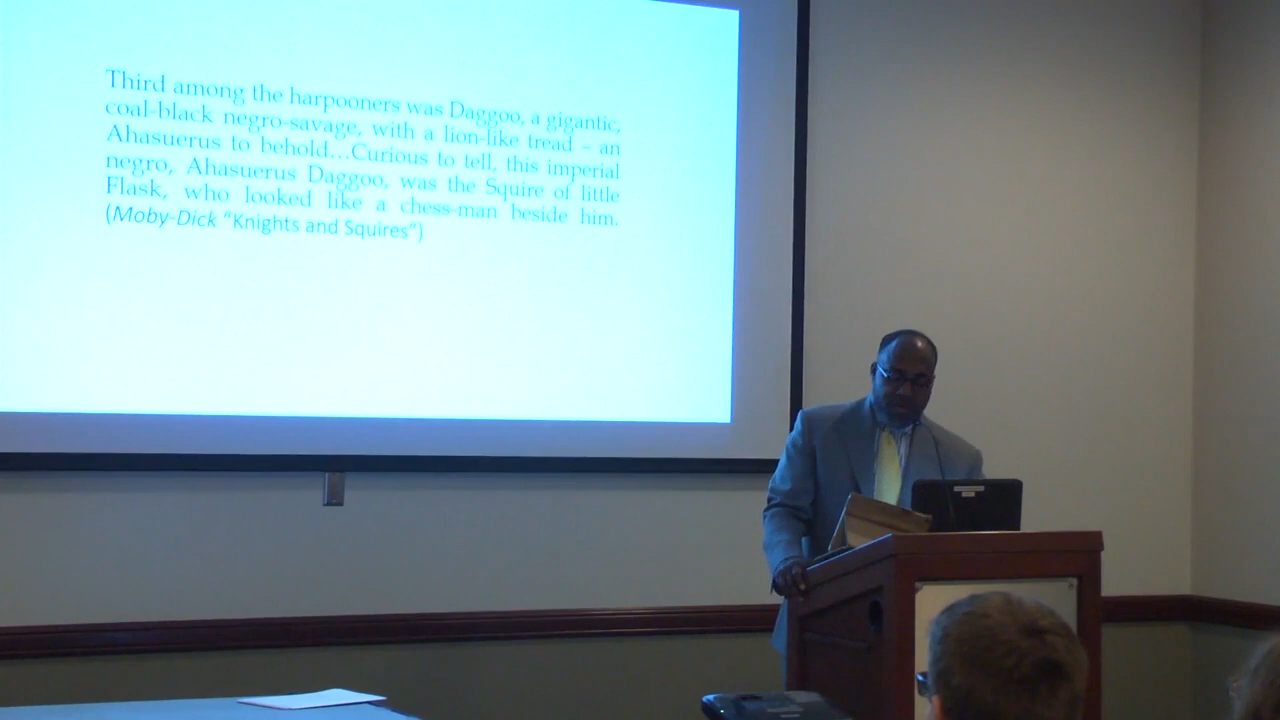 Third among the harpooners was Daggoo, a gigantic,
coal-black negro-savage, with a lion-like tread – an
Ahasuerus to behold…Curious to tell, this imperial
negro, Ahasuerus Daggoo, was the Squire of little
Flask, who looked like a chess-man beside him.
(Moby-Dick “Knights and Squires”)